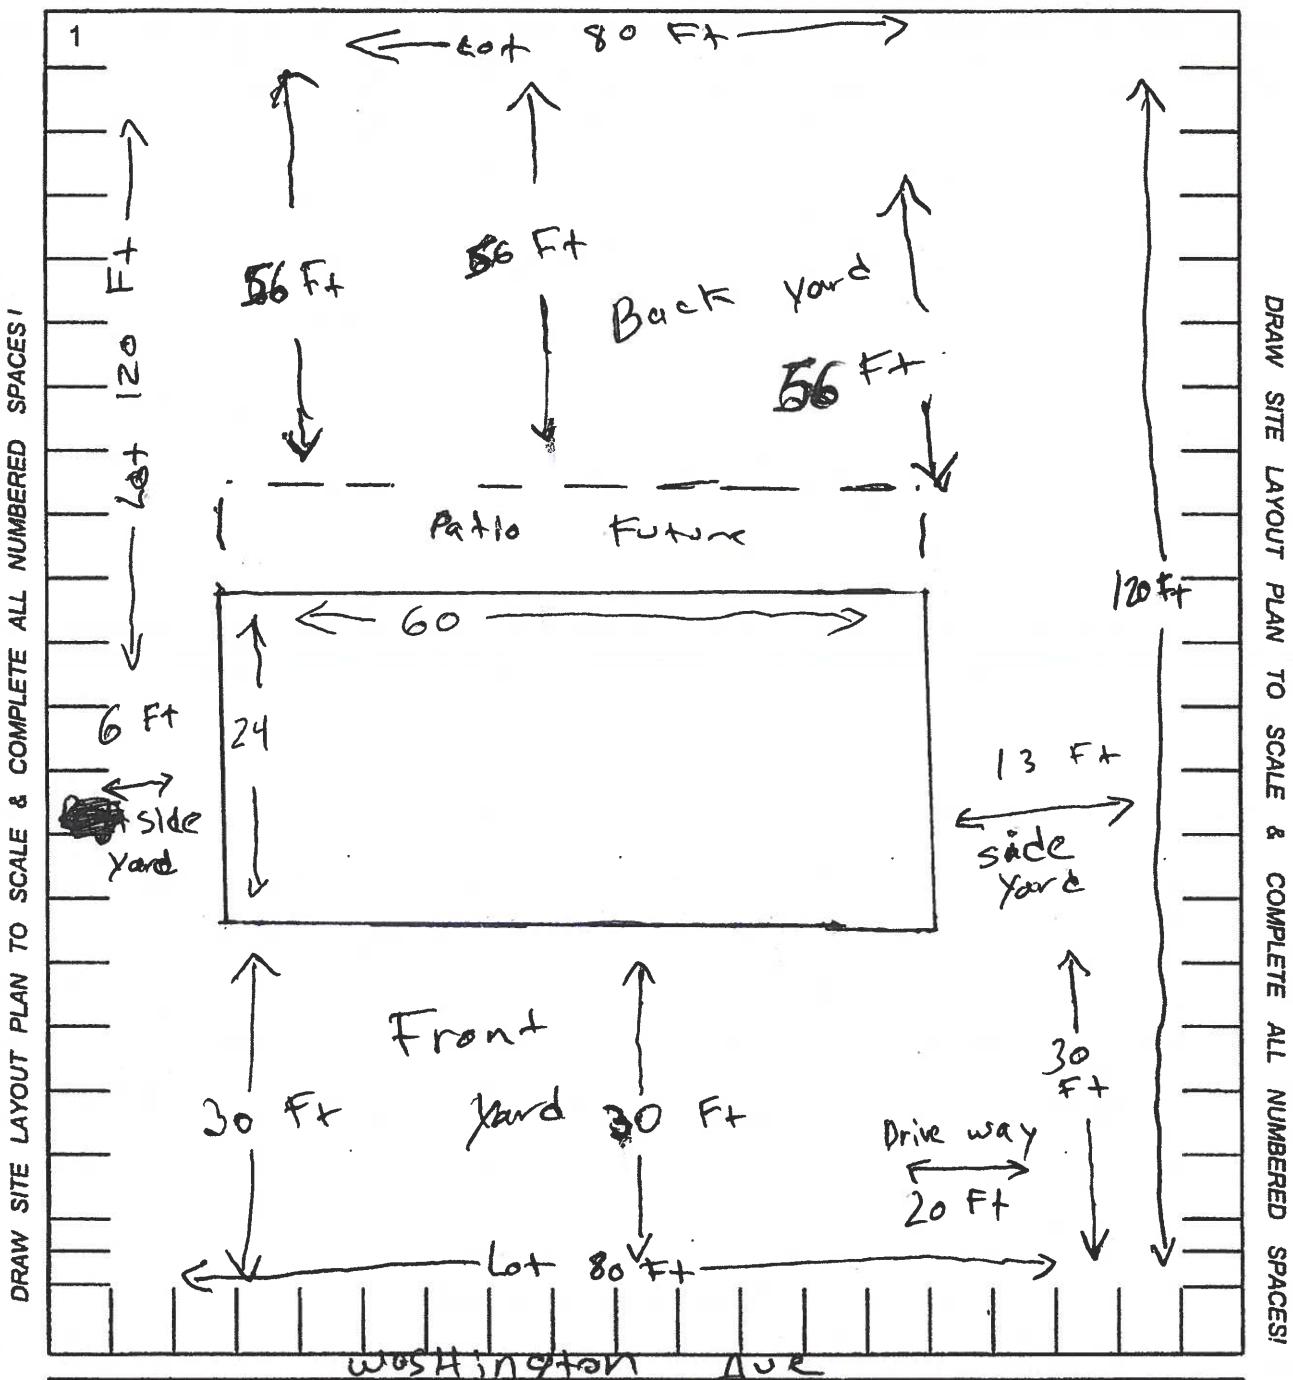 1
Lot 80 Ft
56 Ft
56 Ft
Back yard
56 Ft
Lot 120 Ft
Patio Future
60
24
120 Ft
6 Ft
side
yard
13 Ft
side
yard
Front
Yard
30 Ft
30 Ft
30
Ft
Drive way
20 Ft
Lot 80 Ft
WasHington Ave
DRAW SITE LAYOUT PLAN TO SCALE & COMPLETE ALL NUMBERED SPACES!
DRAW SITE LAYOUT PLAN TO SCALE & COMPLETE ALL NUMBERED SPACES!